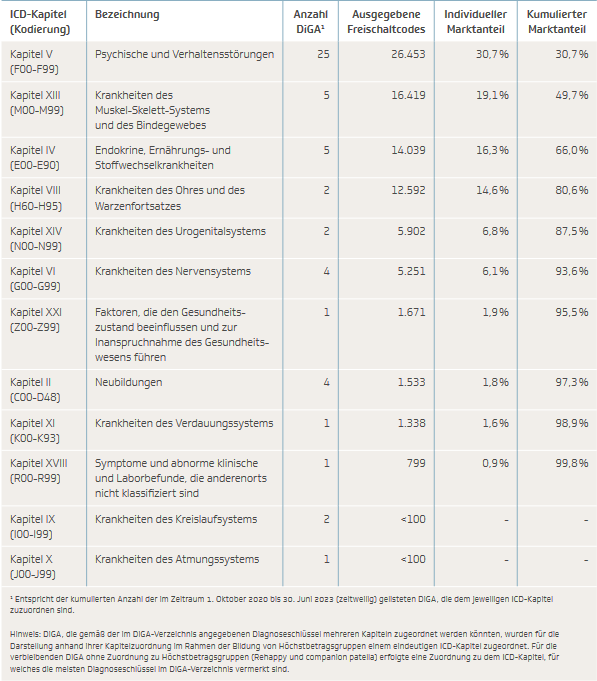 ICD-Kapitel Bezeichnung Anzahl Ausgegebene Individueller Kumulierter
(Kodierung) DiGA¹ Freischaltcodes Marktanteil Marktanteil
Kapitel V Psychische und Verhaltensstörungen 25 26.453 30,7% 30,7%
(F00-F99)
Kapitel XIII Krankheiten des 5 16.419 19,1% 49,7%
(M00-M99) Muskel-Skelett-Systems
und des Bindegewebes
Kapitel IV Endokrine, Ernährungs- und 5 14.039 16,3% 66,0%
(E00-E90) Stoffwechselkrankheiten
Kapitel VIII Krankheiten des Ohres und des 2 12.592 14,6% 80,6%
(H60-H95) Warzenfortsatzes
Kapitel XIV Krankheiten des Urogenitalsystems 2 5.902 6,8% 87,5%
(N00-N99)
Kapitel VI Krankheiten des Nervensystems 4 5.251 6,1% 93,6%
(G00-G99)
Kapitel XXI Faktoren, die den Gesundheits- 1 1.671 1,9% 95,5%
(Z00-Z99) zustand beeinflussen und zur
Inanspruchnahme des Gesundheits-
wesens führen
Kapitel II Neubildungen 4 1.533 1,8% 97,3%
(C00-D48)
Kapitel XI Krankheiten des Verdauungssystems 1 1.338 1,6% 98,9%
(K00-K93)
Kapitel XVIII Symptome und abnorme klinische 1 799 0,9% 99,8%
(R00-R99) und Laborbefunde, die anderenorts
nicht klassifiziert sind
Kapitel IX Krankheiten des Kreislaufsystems 2 <100 - -
(I00-I99)
Kapitel X Krankheiten des Atmungssystems 1 <100 - -
(J00-J99)
¹ Entspricht der kumulierten Anzahl der im Zeitraum 1. Oktober 2020 bis 30. Juni 2023 (zeitweilig) gelisteten DIGA, die dem jeweiligen ICD-Kapitel
zuzuordnen sind.
Hinweis: DIGA, die gemäß der im DIGA-Verzeichnis angegebenen Diagnoseschlüssel mehreren Kapiteln zugeordnet werden könnten, wurden für die
Darstellung anhand ihrer Kapitelzuordnung im Rahmen der Bildung von Höchstbetragsgruppen einem eindeutigen ICD-Kapitel zugeordnet. Für die
verbleibenden DIGA ohne Zuordnung zu Höchstbetragsgruppen (Rehappy und companion patella) erfolgte eine Zuordnung zu dem ICD-Kapitel, für
welches die meisten Diagnoseschlüssel im DIGA-Verzeichnis vermerkt sind.